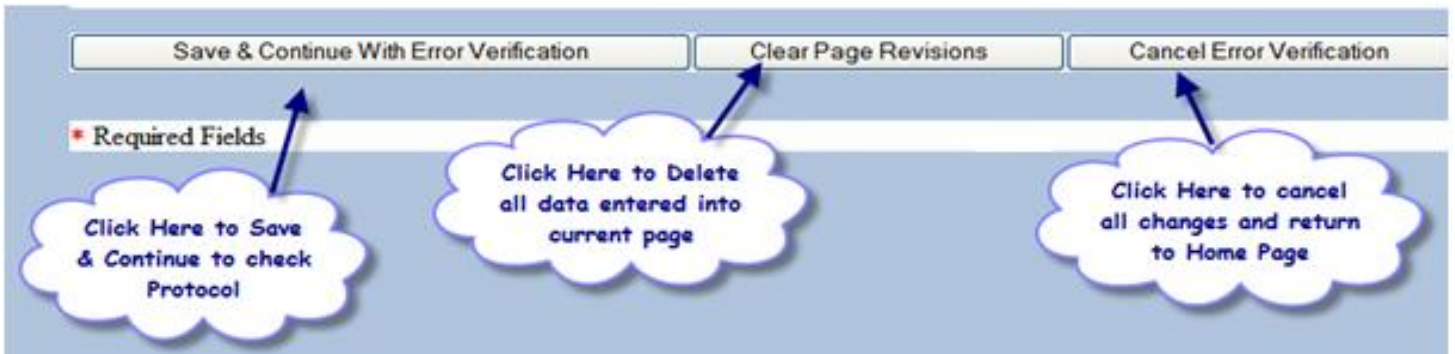 Save & Continue With Error Verification
Clear Page Revisions
Cancel Error Verification
* Required Fields
Click Here to Save
& Continue to check
Protocol
Click Here to Delete
all data entered into
current page
Click Here to cancel
all changes and return
to Home Page